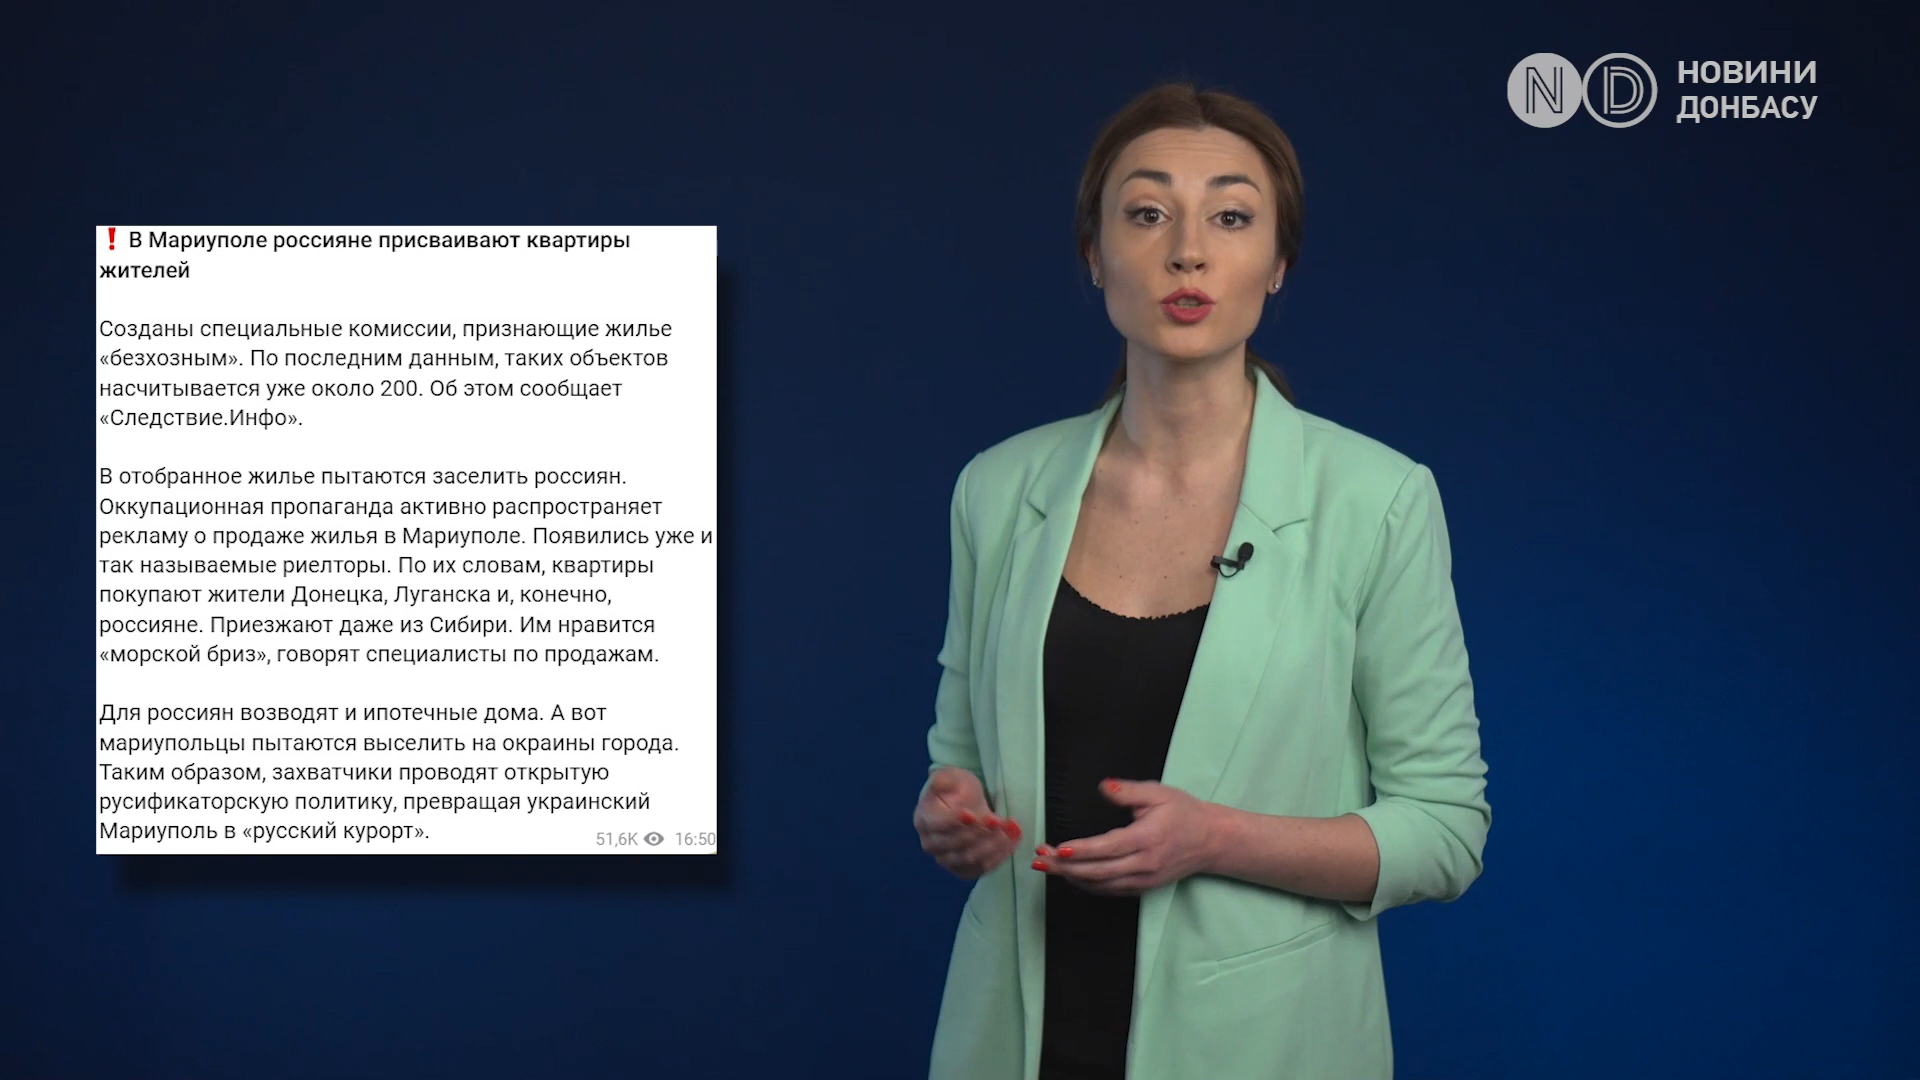 ❗ В Мариуполе россияне присваивают квартиры
жителей
Созданы специальные комиссии, признающие жилье
«безхозным». По последним данным, таких объектов
насчитывается уже около 200. Об этом сообщает
«Следствие.Инфо».
В отобранное жилье пытаются заселить россиян.
Оккупационная пропаганда активно распространяет
рекламу о продаже жилья в Мариуполе. Появились уже и
так называемые риелторы. По их словам, квартиры
покупают жители Донецка, Луганска и, конечно,
россияне. Приезжают даже из Сибири. Им нравится
«морской бриз», говорят специалисты по продажам.
Для россиян возводят и ипотечные дома. А вот
мариупольцы пытаются выселить на окраины города.
Таким образом, захватчики проводят открытую
русификаторскую политику, превращая украинский
Мариуполь в «русский курорт».
51,6K 16:50
ND НОВИНИ
ДОНБАСУ